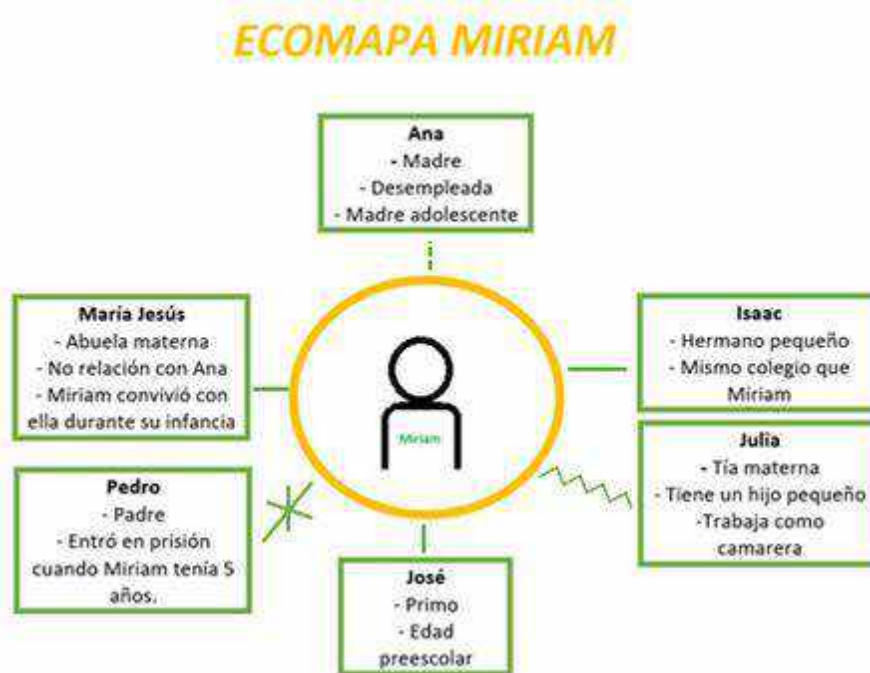 ECOMAPA MIRIAM
Ana
- Madre
- Desempleada
- Madre adolescente
María Jesús
- Abuela materna
- No relación con Ana
- Miriam convivió con
ella durante su infancia
Isaac
- Hermano pequeño
- Mismo colegio que
Miriam
Miriam
Julia
- Tía materna
- Tiene un hijo pequeño
-Trabaja como
camarera
Pedro
- Padre
- Entró en prisión
cuando Miriam tenía 5
años.
José
- Primo
- Edad
preescolar